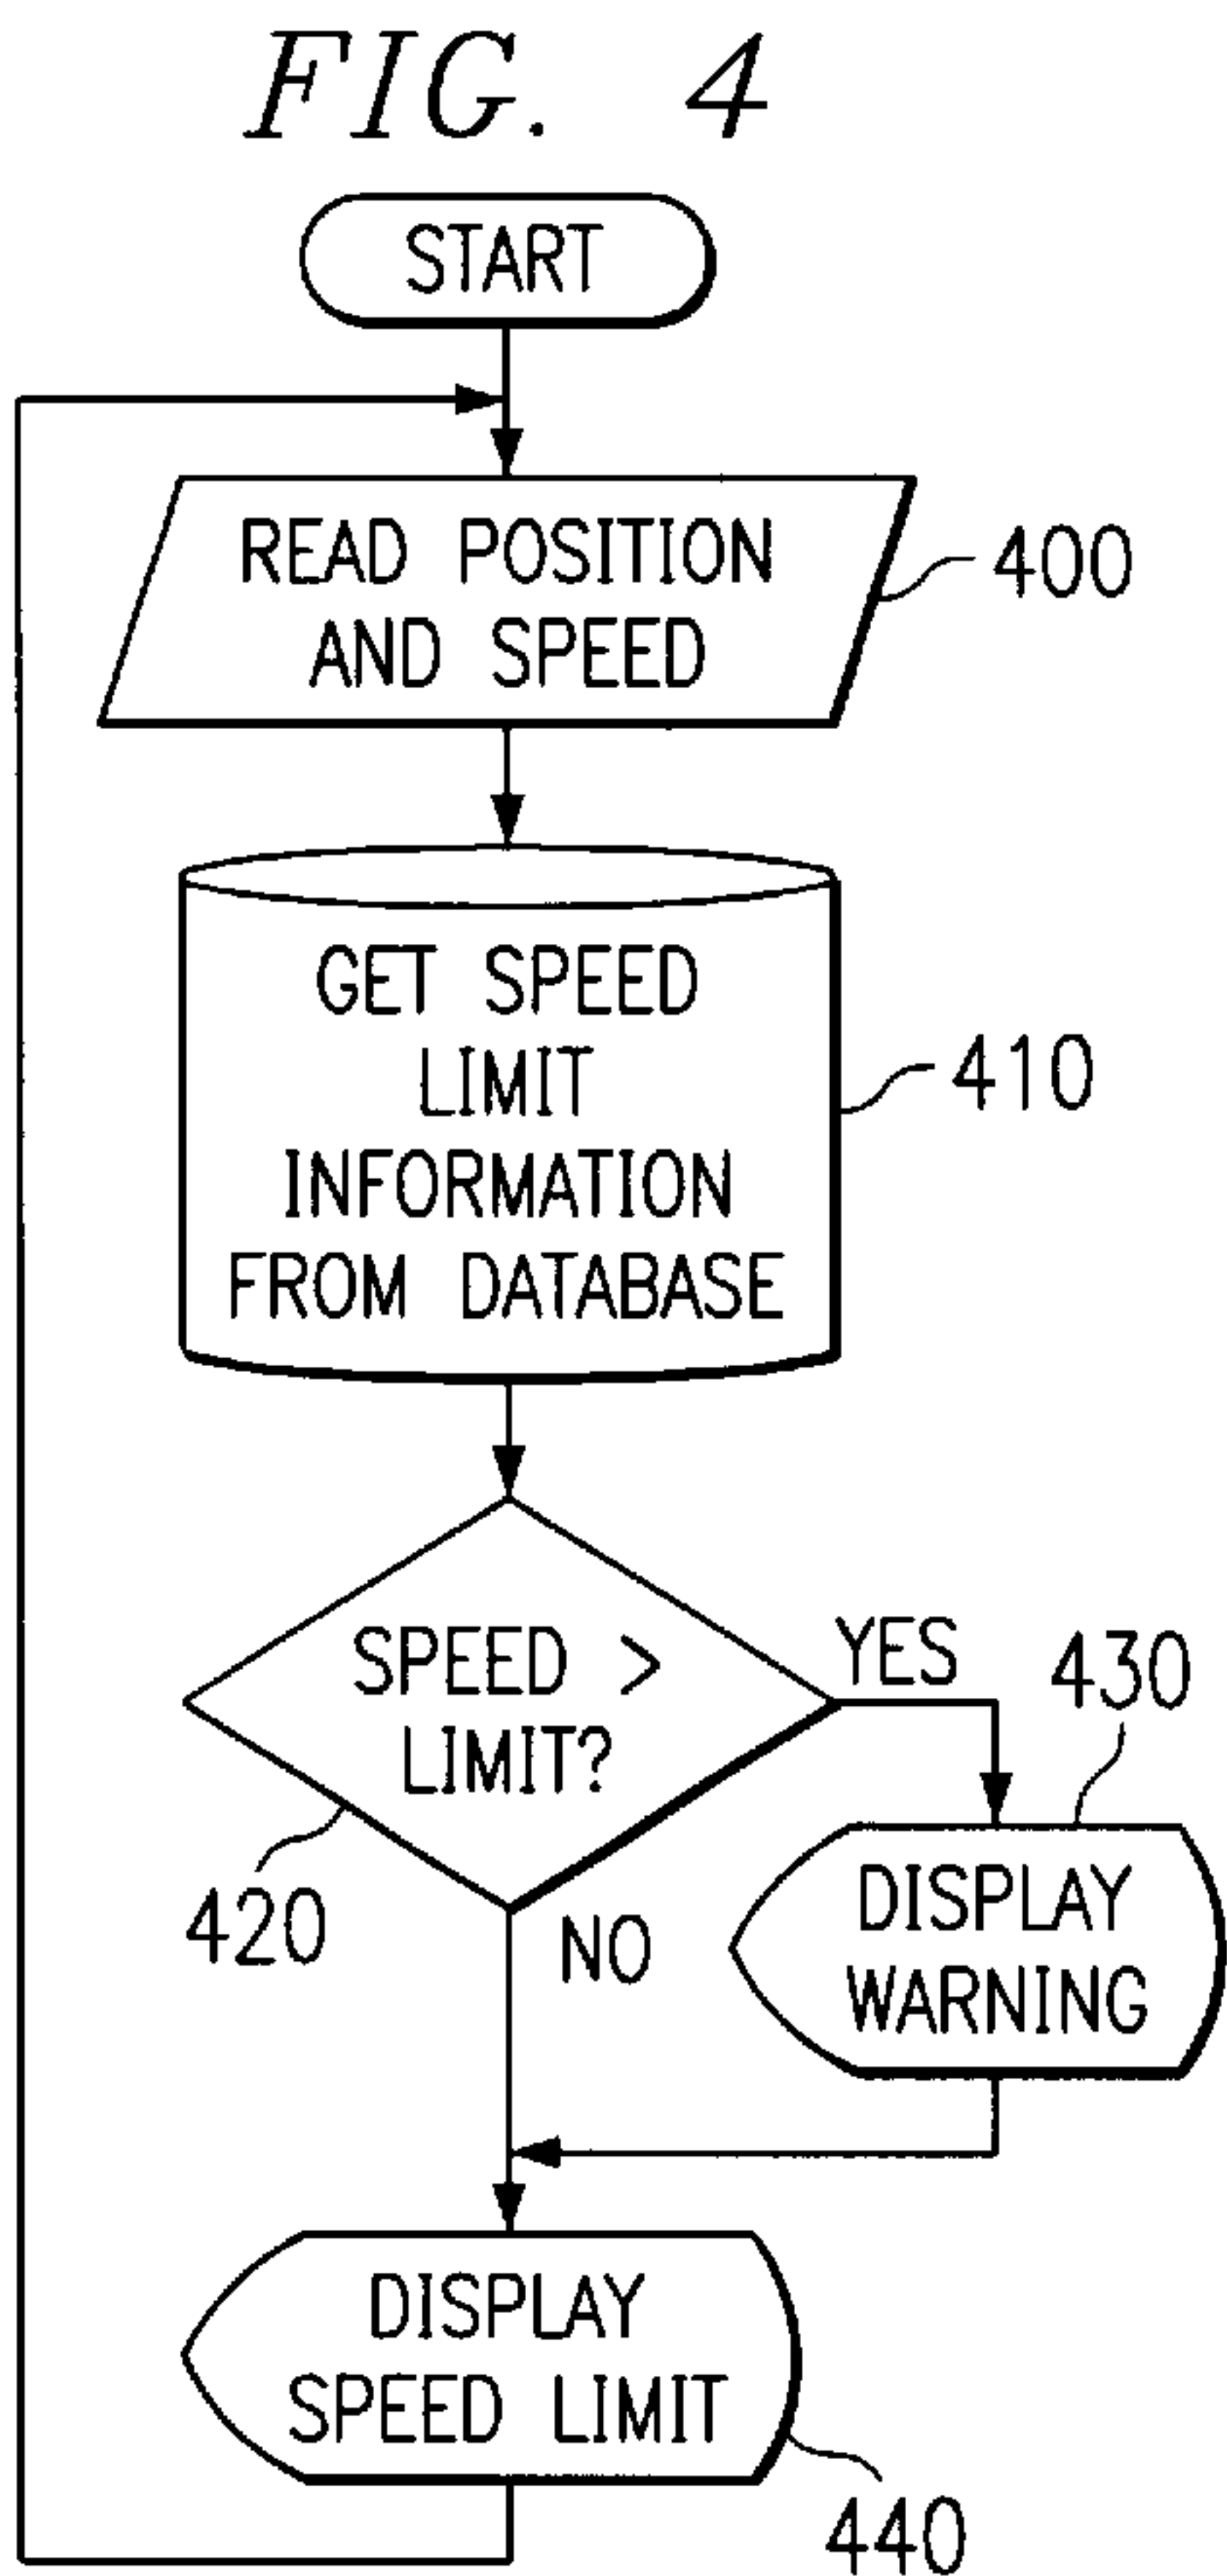 FIG. 4
START
READ POSITION
AND SPEED
400
GET SPEED
LIMIT
INFORMATION
FROM DATABASE
410
SPEED >
LIMIT?
YES
430
420
NO
DISPLAY
WARNING
DISPLAY
SPEED LIMIT
440